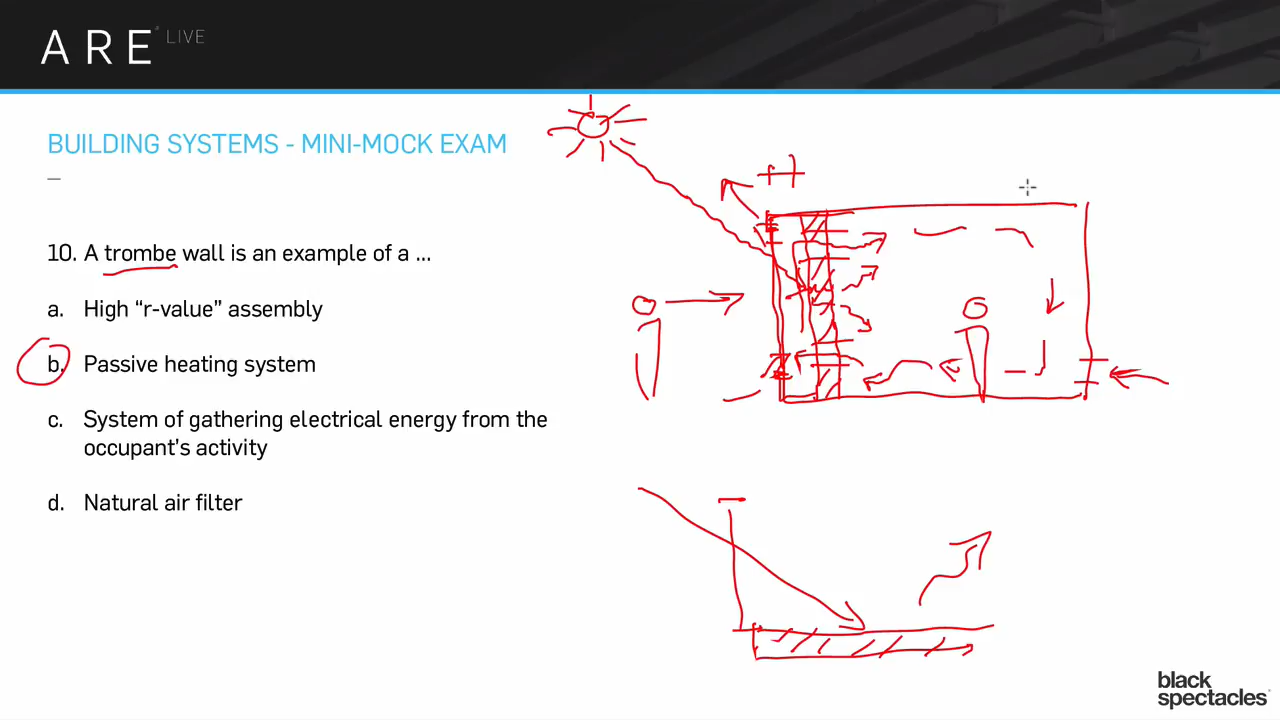 ARE LIVE
BUILDING SYSTEMS - MINI-MOCK EXAM
10. A trombe wall is an example of a ...
a. High “r-value” assembly
b. Passive heating system
c. System of gathering electrical energy from the
occupant's activity
d. Natural air filter
black
spectacles